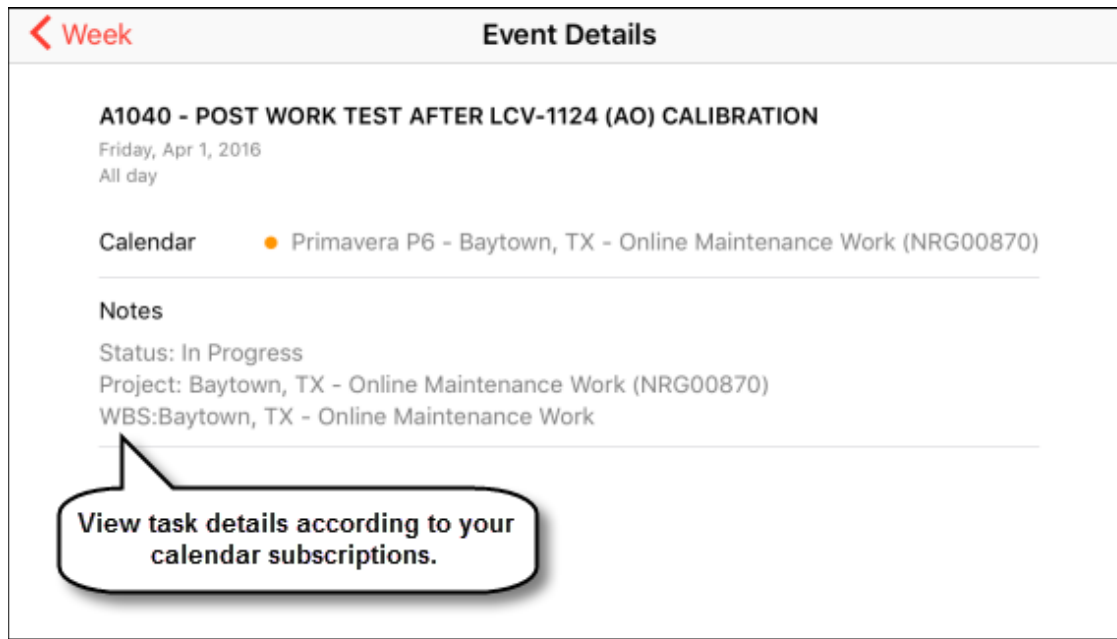 Week
Event Details
A1040 - POST WORK TEST AFTER LCV-1124 (AO) CALIBRATION
Friday, Apr 1, 2016
All day
Calendar
Primavera P6 - Baytown, TX - Online Maintenance Work (NRG00870)
Notes
Status: In Progress
Project: Baytown, TX - Online Maintenance Work (NRG00870)
WBS:Baytown, TX - Online Maintenance Work
View task details according to your
calendar subscriptions.